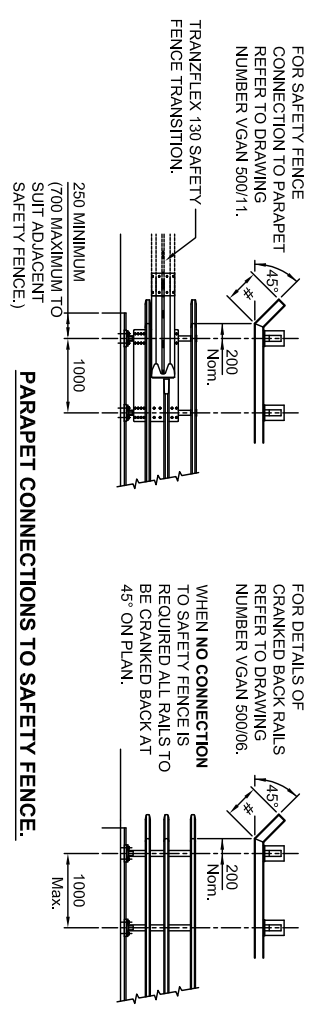 FOR SAFETY FENCE
CONNECTION TO PARAPET
REFER TO DRAWING
NUMBER VGAN 500/11.
45°
#
200
Nom.
TRANZFLEX 130 SAFETY
FENCE TRANSITION.
250 MINIMUM
(700 MAXIMUM TO
SUIT ADJACENT
SAFETY FENCE.)
1000
FOR DETAILS OF
CRANKED BACK RAILS
REFER TO DRAWING
NUMBER VGAN 500/06.
45°
#
200
Nom.
WHEN NO CONNECTION
TO SAFETY FENCE IS
REQUIRED ALL RAILS TO
BE CRANKED BACK AT
45° ON PLAN.
1000
Max.
PARAPET CONNECTIONS TO SAFETY FENCE.